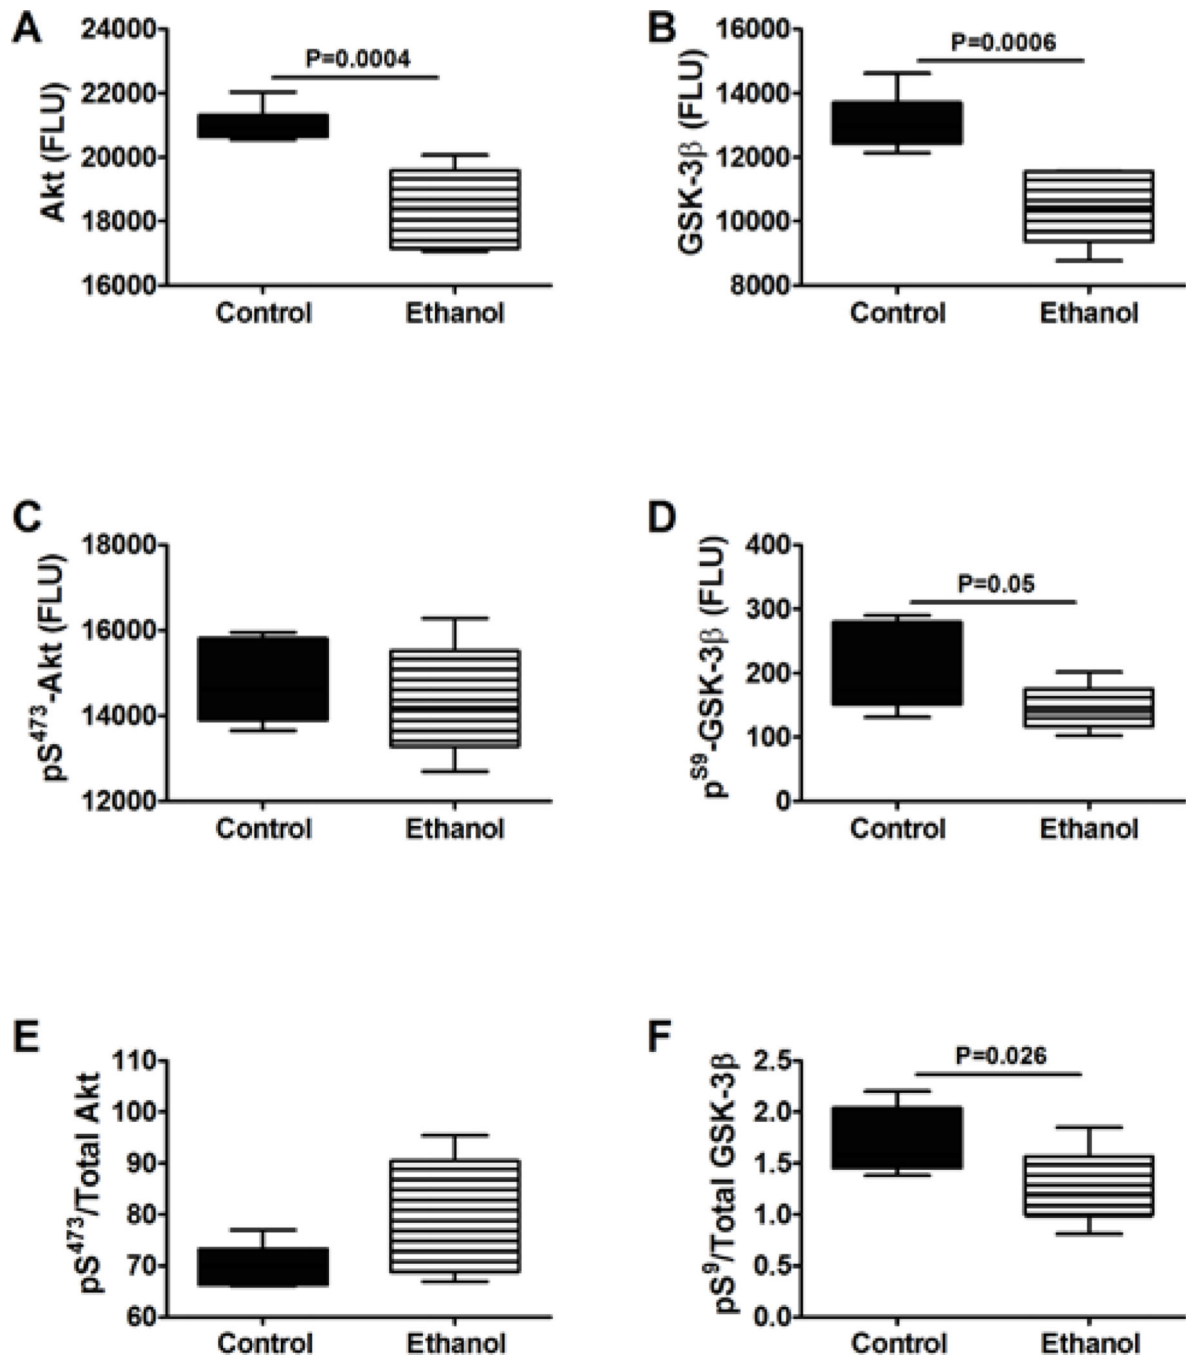 A
Akt (FLU)
24000
22000
20000
18000
16000
P=0.0004
Control Ethanol
B
GSK-3β (FLU)
16000
14000
12000
10000
8000
P=0.0006
Control Ethanol
C
pS473-Akt (FLU)
18000
16000
14000
12000
Control Ethanol
D
pS9-GSK-3β (FLU)
400
300
200
100
0
P=0.05
Control Ethanol
E
pS473/Total Akt
110
100
90
80
70
60
Control Ethanol
F
pS9/Total GSK-3β
2.5
2.0
1.5
1.0
0.5
0.0
P=0.026
Control Ethanol